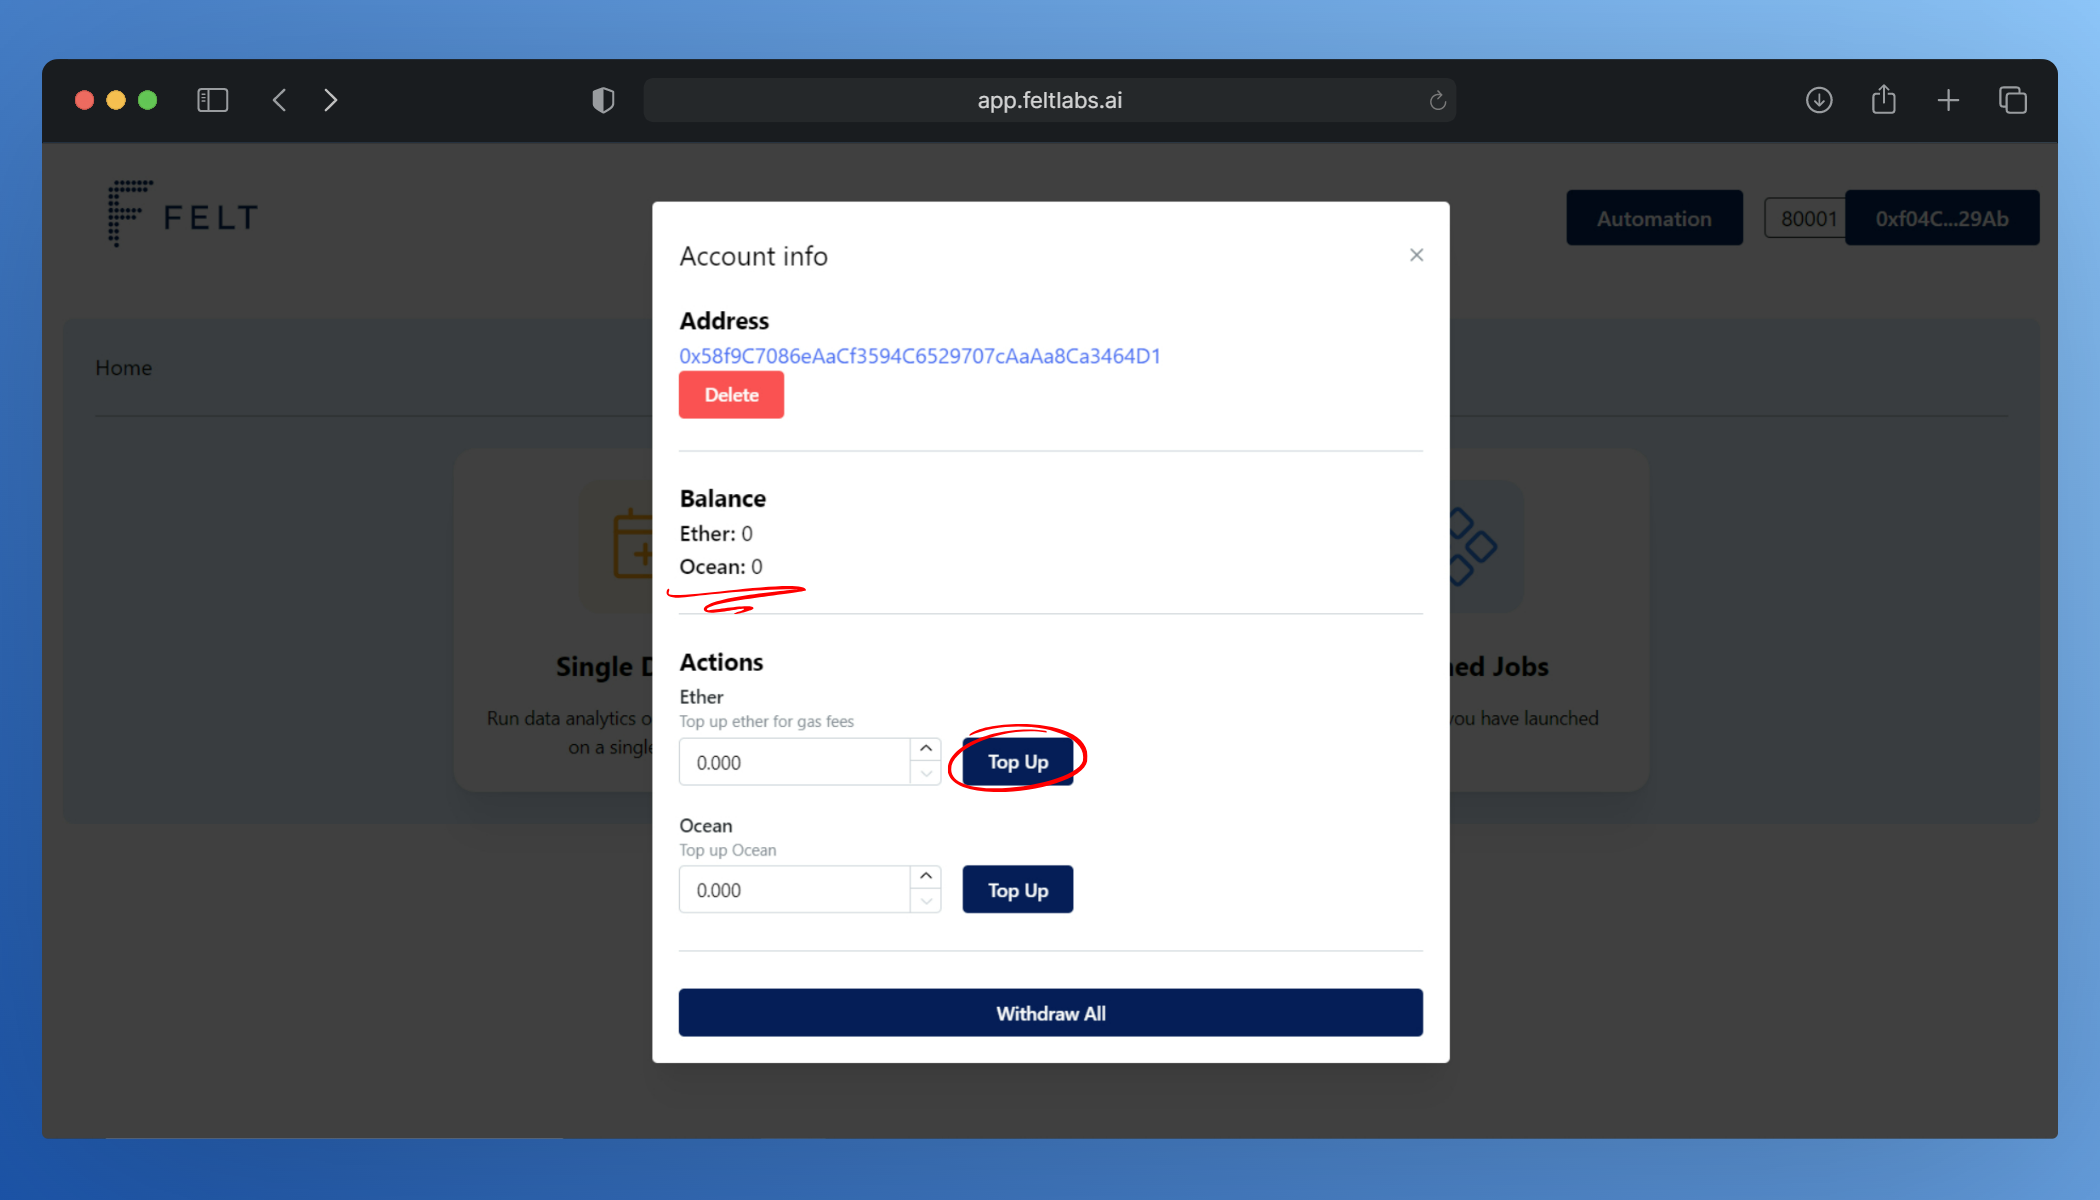 app.feltlabs.ai
FELT
Automation
80001
0xf04C...29Ab
Home
Account info
Address
0x58f9C7086eAaCf3594C6529707cAaAa8Ca3464D1
Delete
Balance
Ether: 0
Ocean: 0
Single
Run data analytics
on a single
Jobs
you have launched
Actions
Ether
Top up ether for gas fees
0.000
Top Up
Ocean
Top up Ocean
0.000
Top Up
Withdraw All